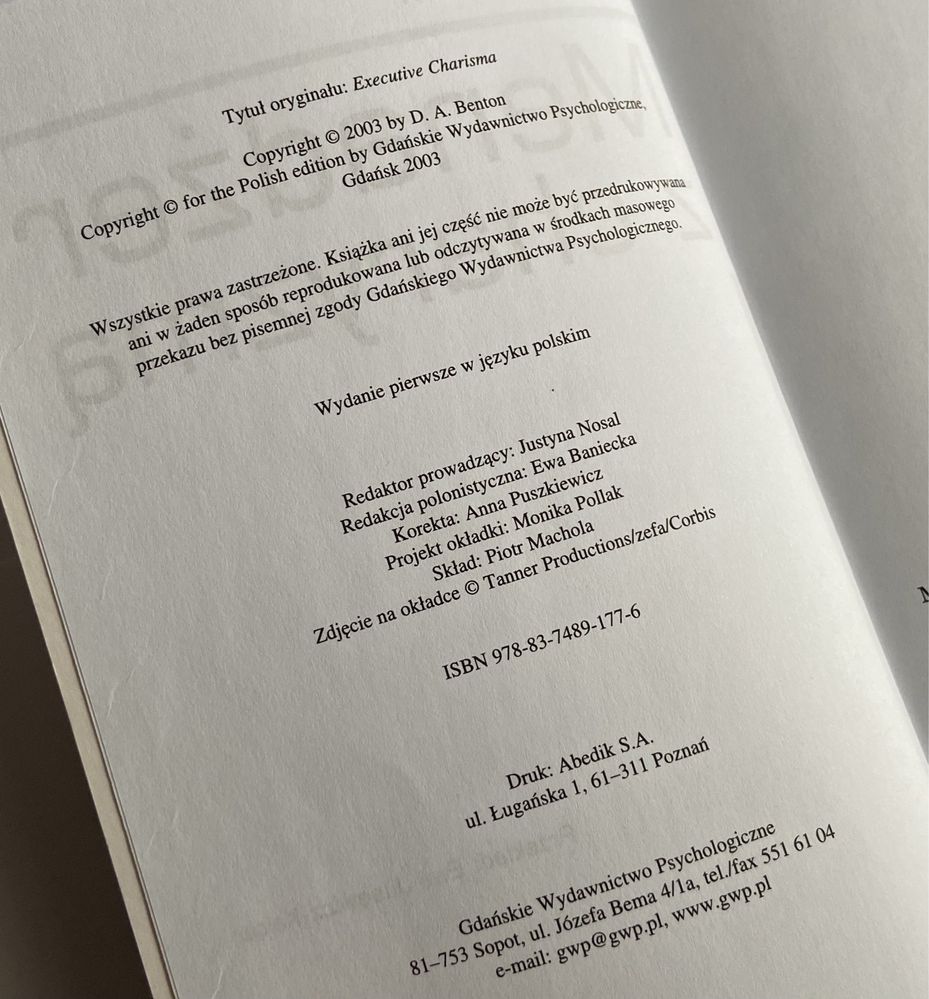 Tytuł oryginału: Executive Charisma
Copyright © 2003 by D. A. Benton
Copyright © for the Polish edition by Gdańskie Wydawnictwo Psychologiczne,
Gdańsk 2003
Wszystkie prawa zastrzeżone. Książka ani jej część nie może być przedrukowywana
ani w żaden sposób reprodukowana lub odczytywana w środkach masowego
przekazu bez pisemnej zgody Gdańskiego Wydawnictwa Psychologicznego.
Wydanie pierwsze w języku polskim
Redaktor prowadzący: Justyna Nosal
Redakcja polonistyczna: Ewa Baniecka
Korekta: Anna Puszkiewicz
Projekt okładki: Monika Pollak
Skład: Piotr Machola
Zdjęcie na okładce © Tanner Productions/zefa/Corbis
ISBN 978-83-7489-177-6
Druk: Abedik S.A.
ul. Ługańska 1, 61–311 Poznań
Gdańskie Wydawnictwo Psychologiczne
81–753 Sopot, ul. Józefa Bema 4/1a, tel./fax 551 61 04
e-mail: gwp@gwp.pl, www.gwp.pl